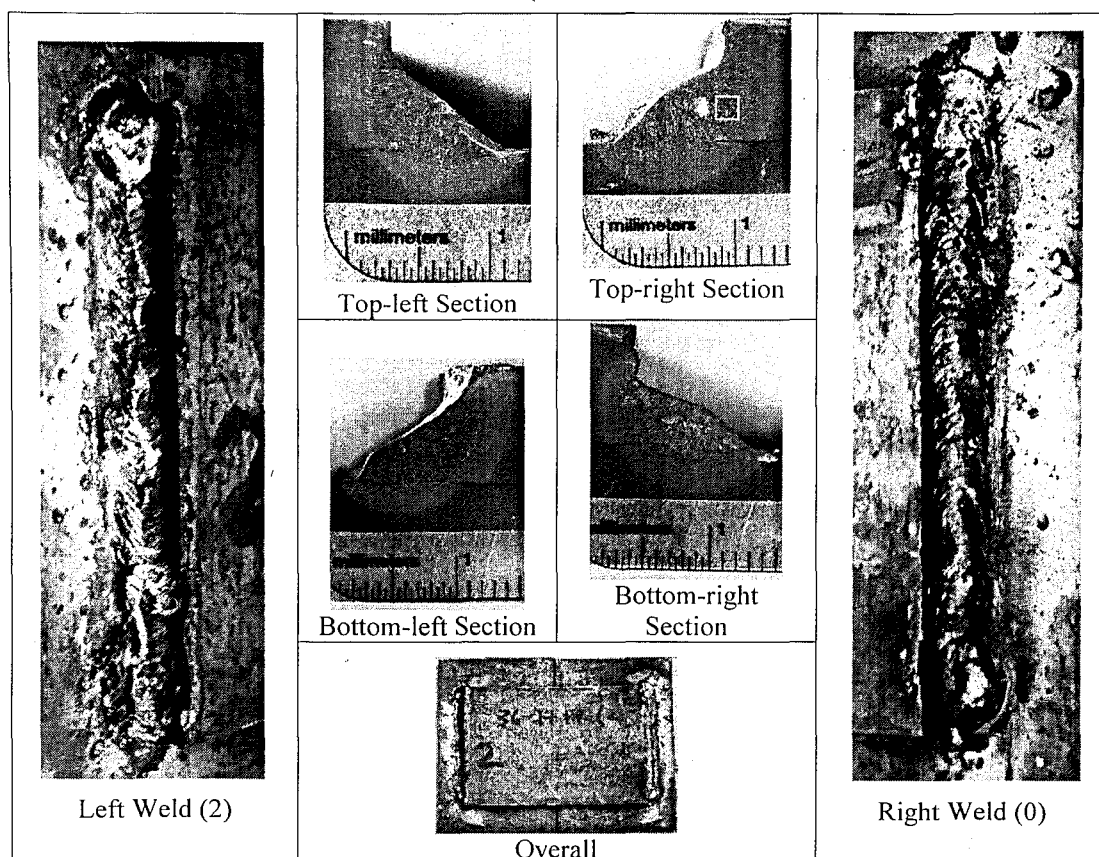 millimeters 1
Top-left Section
millimeters 1
Top-right Section
1
Bottom-left Section
1
Bottom-right
Section
2
Overall
Left Weld (2)
Right Weld (0)